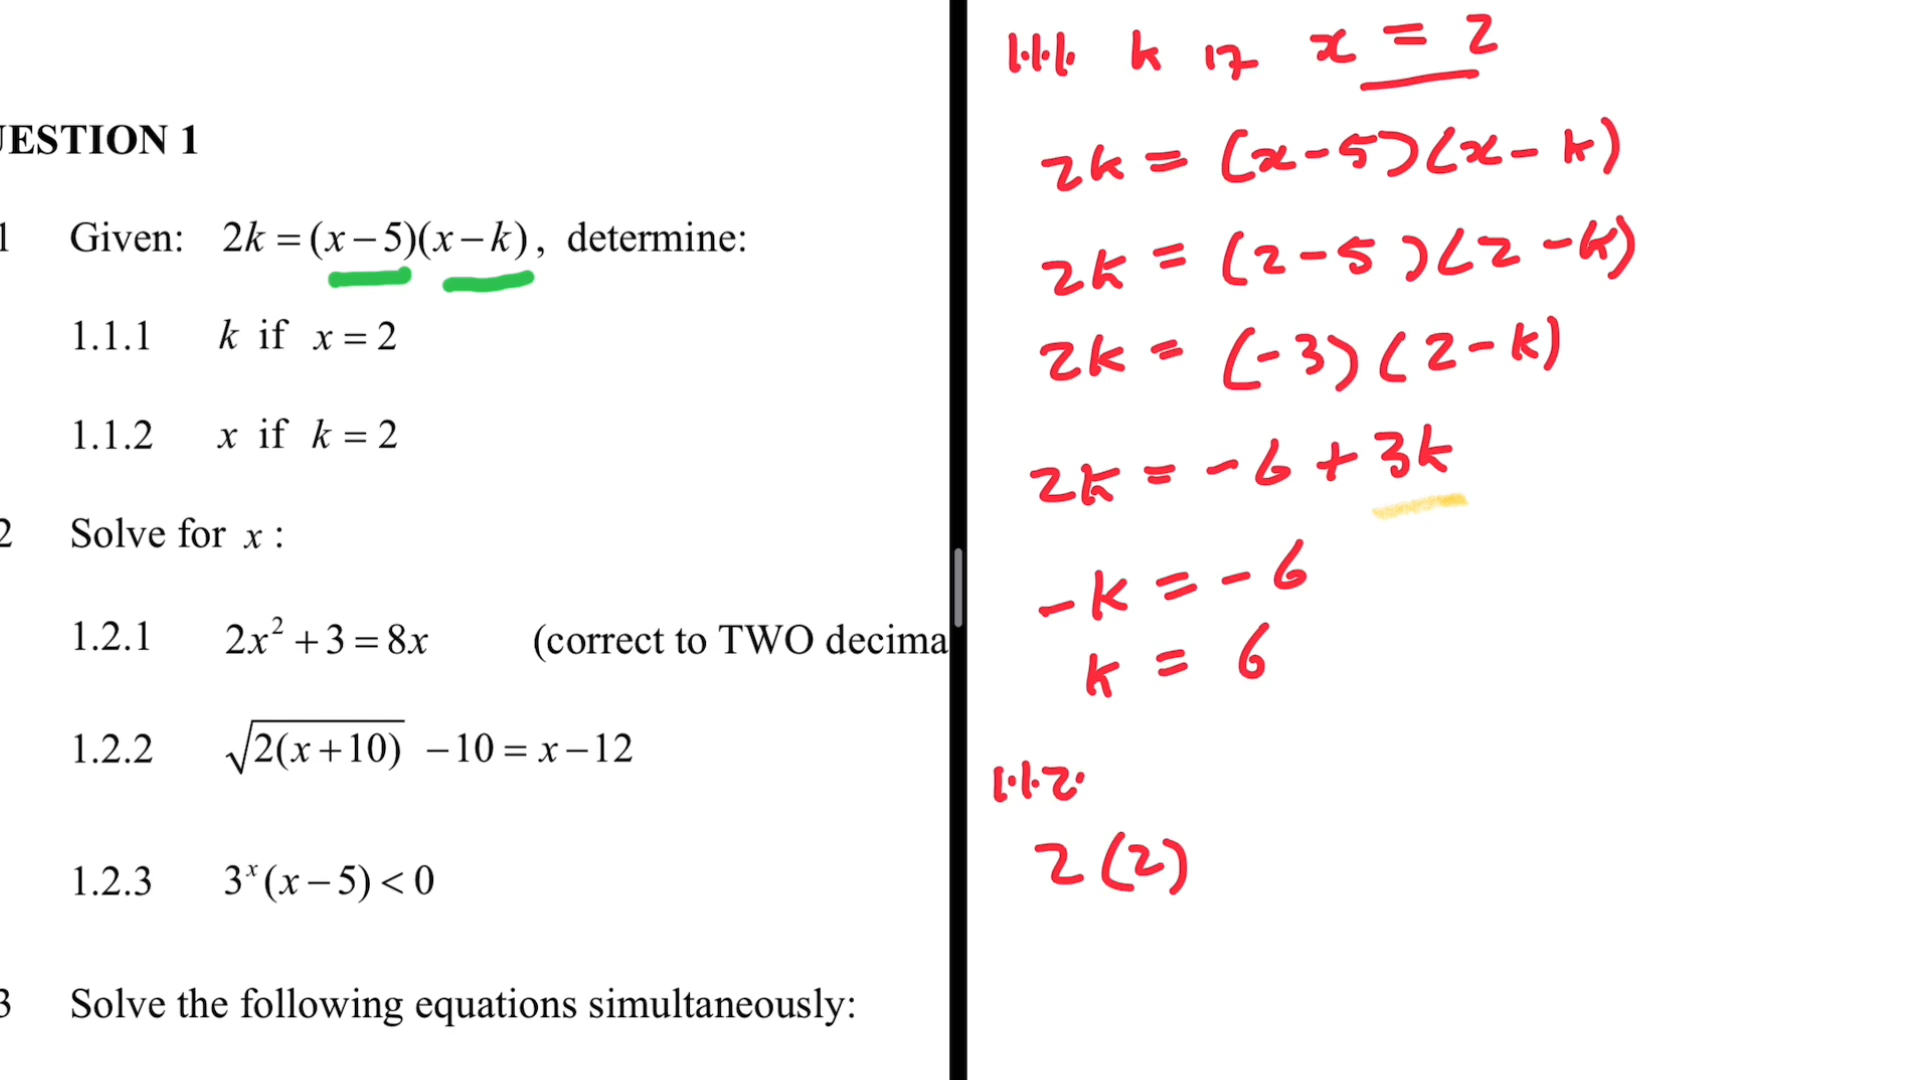 UESTION 1
1 Given: 2k = (x − 5)(x − k), determine:
1.1.1 k if x = 2
1.1.2 x if k = 2
2 Solve for x :
1.2.1 2x² + 3 = 8x (correct to TWO decima
1.2.2 √2(x+10) − 10 = x − 12
1.2.3 3ˣ(x − 5) < 0
3 Solve the following equations simultaneously:
1.1.1. k if x = 2
2k = (x-5)(x-k)
2k = (2-5)(2-k)
2k = (-3)(2-k)
2k = -6 + 3k
-k = -6
k = 6
1.1.2.
2(2)